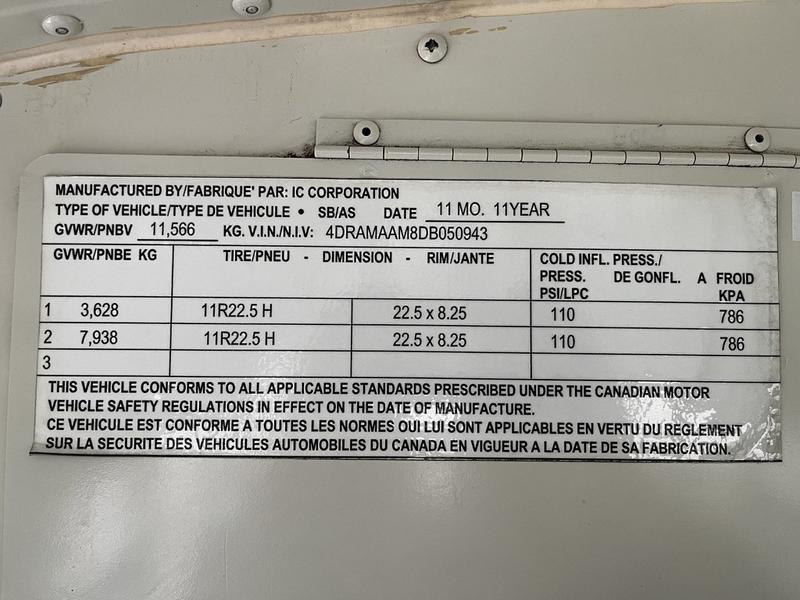 MANUFACTURED BY/FABRIQUE' PAR: IC CORPORATION
TYPE OF VEHICLE/TYPE DE VEHICULE • SB/AS DATE 11 MO. 11YEAR
GVWR/PNBV 11,566 KG. V.I.N./N.I.V: 4DRAMAAM8DB050943
GVWR/PNBE KG TIRE/PNEU - DIMENSION - RIM/JANTE COLD INFL. PRESS./
PRESS. DE GONFL. A FROID
PSI/LPC KPA
1 3,628 11R22.5 H 22.5 x 8.25 110 786
2 7,938 11R22.5 H 22.5 x 8.25 110 786
3
THIS VEHICLE CONFORMS TO ALL APPLICABLE STANDARDS PRESCRIBED UNDER THE CANADIAN MOTOR
VEHICLE SAFETY REGULATIONS IN EFFECT ON THE DATE OF MANUFACTURE.
CE VEHICULE EST CONFORME A TOUTES LES NORMES OUI LUI SONT APPLICABLES EN VERTU DU REGLEMENT
SUR LA SECURITE DES VEHICULES AUTOMOBILES DU CANADA EN VIGUEUR A LA DATE DE SA FABRICATION.